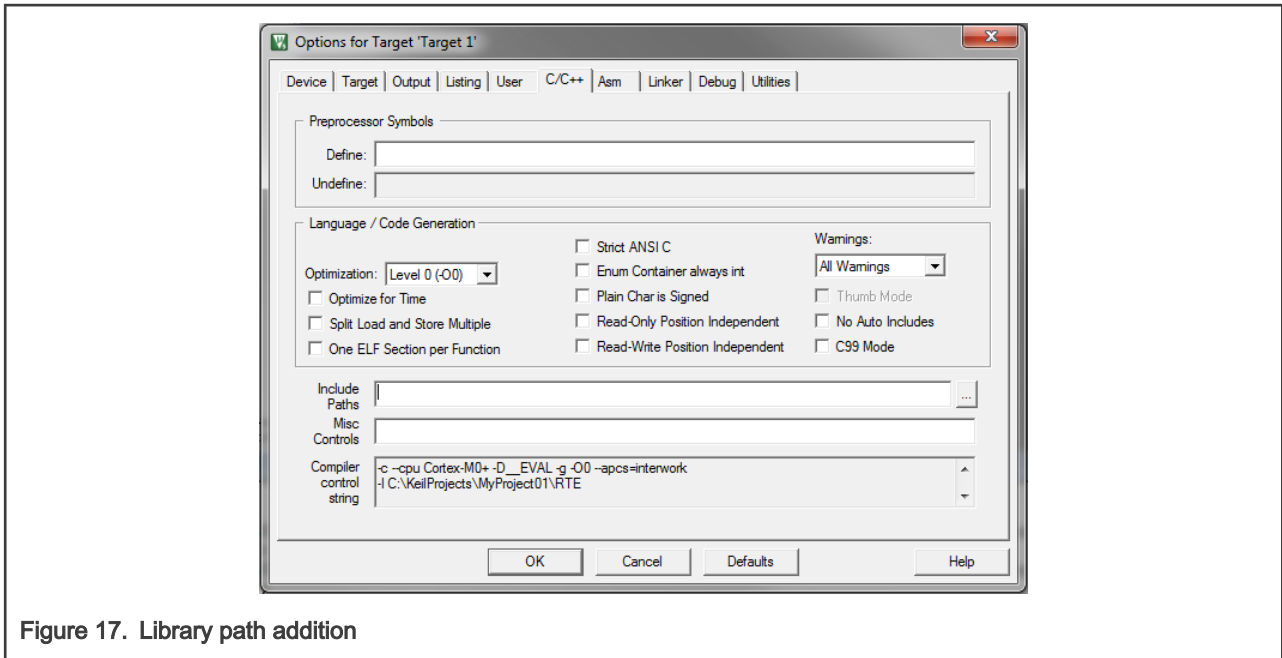 Options for Target 'Target 1'
Device Target Output Listing User C/C++ Asm Linker Debug Utilities
Preprocessor Symbols
Define:
Undefine:
Language / Code Generation
Optimization: Level 0 (-O0)
Optimize for Time
Split Load and Store Multiple
One ELF Section per Function
Strict ANSI C
Enum Container always int
Plain Char is Signed
Read-Only Position Independent
Read-Write Position Independent
Warnings:
All Warnings
Thumb Mode
No Auto Includes
C99 Mode
Include
Paths
...
Misc
Controls
Compiler
control
string
-c --cpu Cortex-M0+ -D__EVAL -g -O0 --apcs=interwork
-I C:\KeilProjects\MyProject01\RTE
OK Cancel Defaults Help
Figure 17. Library path addition